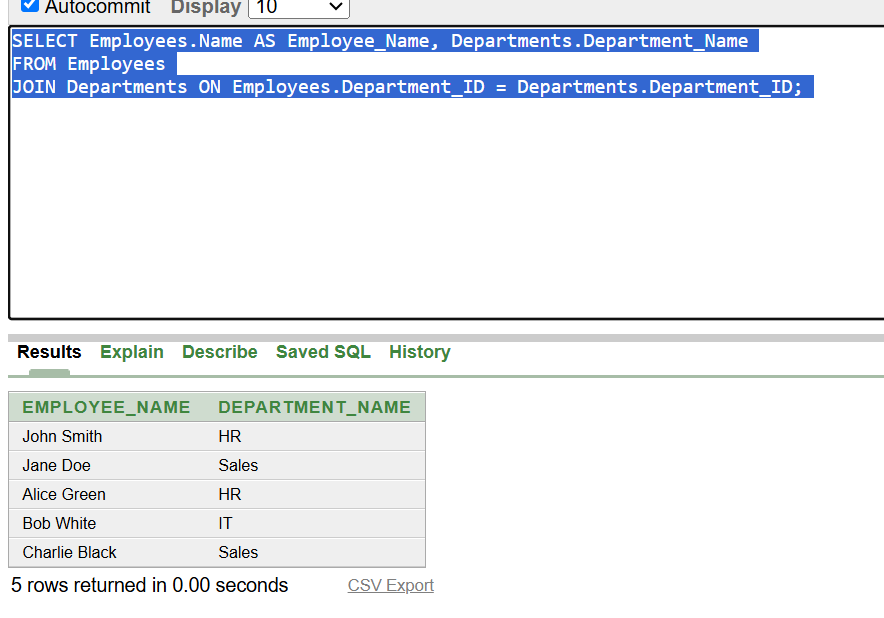 Autocommit Display 10
SELECT Employees.Name AS Employee_Name, Departments.Department_Name
FROM Employees
JOIN Departments ON Employees.Department_ID = Departments.Department_ID;
Results Explain Describe Saved SQL History
EMPLOYEE_NAME DEPARTMENT_NAME
John Smith HR
Jane Doe Sales
Alice Green HR
Bob White IT
Charlie Black Sales
5 rows returned in 0.00 seconds CSV Export